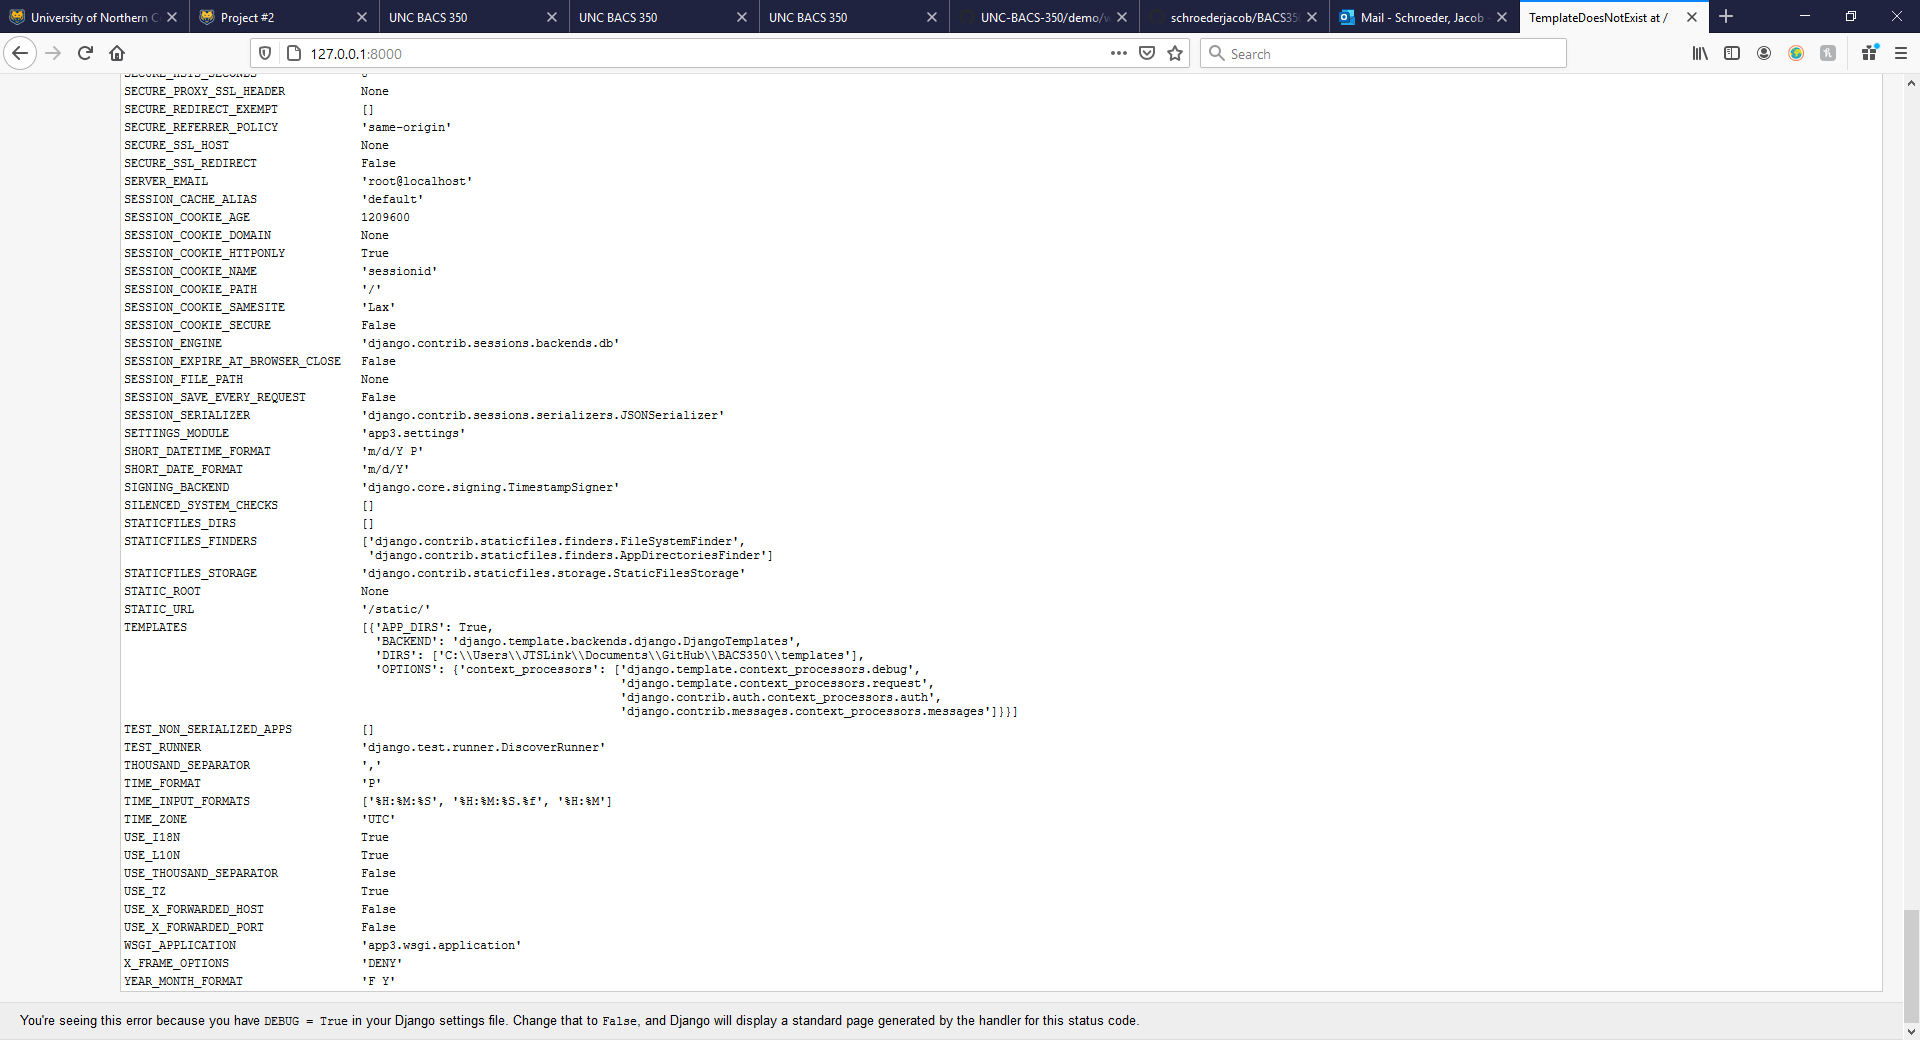 University of Northern C
Project #2
UNC BACS 350
UNC BACS 350
UNC BACS 350
UNC-BACS-350/demo/w
schroederjacob/BACS35
Mail - Schroeder, Jacob -
TemplateDoesNotExist at /
127.0.0.1:8000
Search
SECURE_HSTS_SECONDS 0
SECURE_PROXY_SSL_HEADER None
SECURE_REDIRECT_EXEMPT []
SECURE_REFERRER_POLICY 'same-origin'
SECURE_SSL_HOST None
SECURE_SSL_REDIRECT False
SERVER_EMAIL 'root@localhost'
SESSION_CACHE_ALIAS 'default'
SESSION_COOKIE_AGE 1209600
SESSION_COOKIE_DOMAIN None
SESSION_COOKIE_HTTPONLY True
SESSION_COOKIE_NAME 'sessionid'
SESSION_COOKIE_PATH '/'
SESSION_COOKIE_SAMESITE 'Lax'
SESSION_COOKIE_SECURE False
SESSION_ENGINE 'django.contrib.sessions.backends.db'
SESSION_EXPIRE_AT_BROWSER_CLOSE False
SESSION_FILE_PATH None
SESSION_SAVE_EVERY_REQUEST False
SESSION_SERIALIZER 'django.contrib.sessions.serializers.JSONSerializer'
SETTINGS_MODULE 'app3.settings'
SHORT_DATETIME_FORMAT 'm/d/Y P'
SHORT_DATE_FORMAT 'm/d/Y'
SIGNING_BACKEND 'django.core.signing.TimestampSigner'
SILENCED_SYSTEM_CHECKS []
STATICFILES_DIRS []
STATICFILES_FINDERS ['django.contrib.staticfiles.finders.FileSystemFinder',
'django.contrib.staticfiles.finders.AppDirectoriesFinder']
STATICFILES_STORAGE 'django.contrib.staticfiles.storage.StaticFilesStorage'
STATIC_ROOT None
STATIC_URL '/static/'
TEMPLATES [{'APP_DIRS': True,
'BACKEND': 'django.template.backends.django.DjangoTemplates',
'DIRS': ['C:\\Users\\JTSLink\\Documents\\GitHub\\BACS350\\templates'],
'OPTIONS': {'context_processors': ['django.template.context_processors.debug',
'django.template.context_processors.request',
'django.contrib.auth.context_processors.auth',
'django.contrib.messages.context_processors.messages']}}]
TEST_NON_SERIALIZED_APPS []
TEST_RUNNER 'django.test.runner.DiscoverRunner'
THOUSAND_SEPARATOR ','
TIME_FORMAT 'P'
TIME_INPUT_FORMATS ['%H:%M:%S', '%H:%M:%S.%f', '%H:%M']
TIME_ZONE 'UTC'
USE_I18N True
USE_L10N True
USE_THOUSAND_SEPARATOR False
USE_TZ True
USE_X_FORWARDED_HOST False
USE_X_FORWARDED_PORT False
WSGI_APPLICATION 'app3.wsgi.application'
X_FRAME_OPTIONS 'DENY'
YEAR_MONTH_FORMAT 'F Y'
You're seeing this error because you have DEBUG = True in your Django settings file. Change that to False, and Django will display a standard page generated by the handler for this status code.